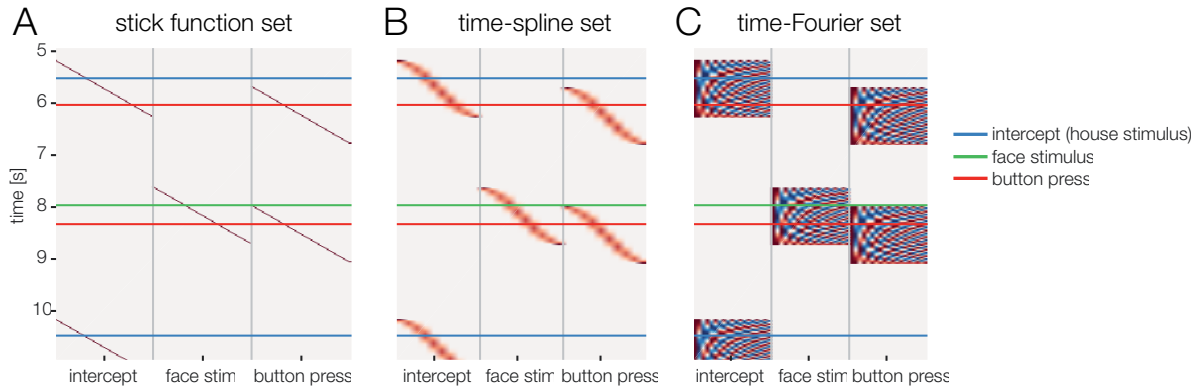 A stick function set
B time-spline set
C time-Fourier set
5
6
7
8
9
10
time [s]
intercept face stim button press
intercept face stim button press
intercept face stim button press
intercept (house stimulus)
face stimulus
button press